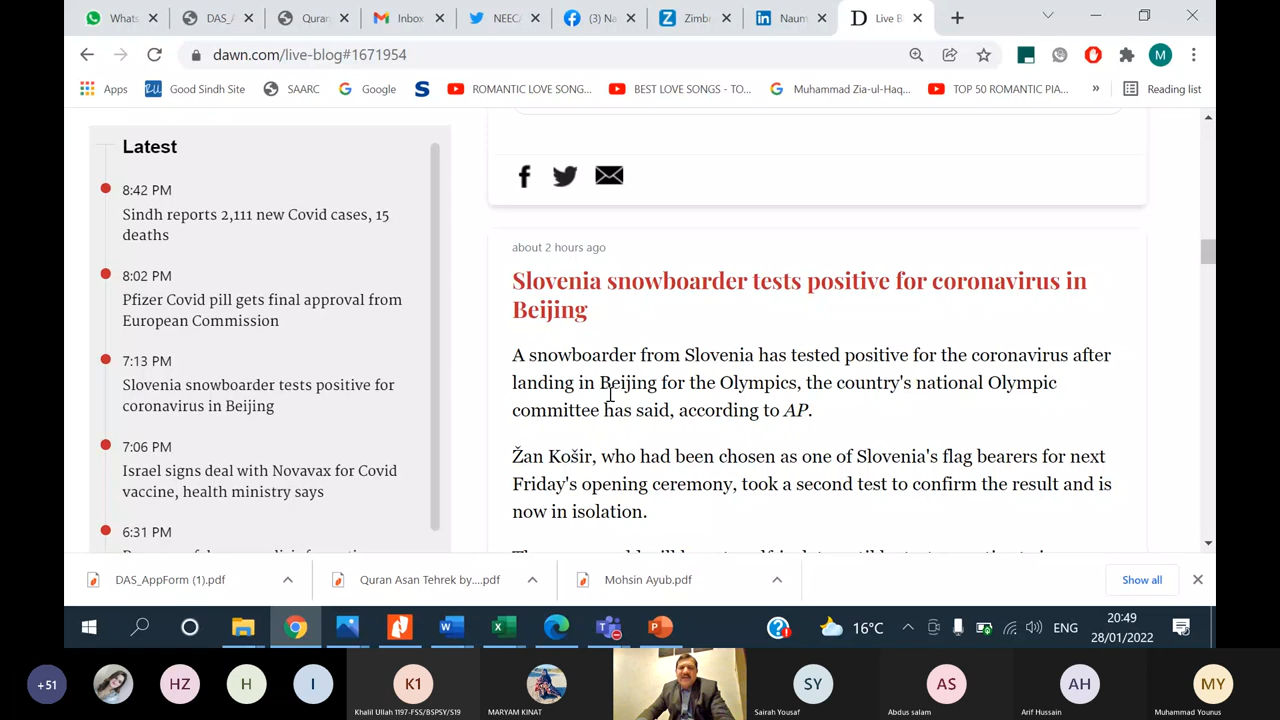 Whats
DAS_A
Quran
Inbox
NEECA
(3) Na
Zimbr
Naum
Live B
dawn.com/live-blog#1671954
M
Apps
Good Sindh Site
SAARC
Google
ROMANTIC LOVE SONG...
BEST LOVE SONGS - TO...
Muhammad Zia-ul-Haq...
TOP 50 ROMANTIC PIA...
»
Reading list
Latest
8:42 PM
Sindh reports 2,111 new Covid cases, 15
deaths
8:02 PM
Pfizer Covid pill gets final approval from
European Commission
7:13 PM
Slovenia snowboarder tests positive for
coronavirus in Beijing
7:06 PM
Israel signs deal with Novavax for Covid
vaccine, health ministry says
6:31 PM
about 2 hours ago
Slovenia snowboarder tests positive for coronavirus in
Beijing
A snowboarder from Slovenia has tested positive for the coronavirus after
landing in Beijing for the Olympics, the country's national Olympic
committee has said, according to AP.
Žan Košir, who had been chosen as one of Slovenia's flag bearers for next
Friday's opening ceremony, took a second test to confirm the result and is
now in isolation.
DAS_AppForm (1).pdf
Quran Asan Tehrek by....pdf
Mohsin Ayub.pdf
Show all
16°C
ENG
20:49
28/01/2022
+51
HZ
H
I
K1
Khalil Ullah 1197-FSS/BSPSY/S19
MARYAM KINAT
SY
Sairah Yousaf
AS
Abdus salam
AH
Arif Hussain
MY
Muhammad Younus